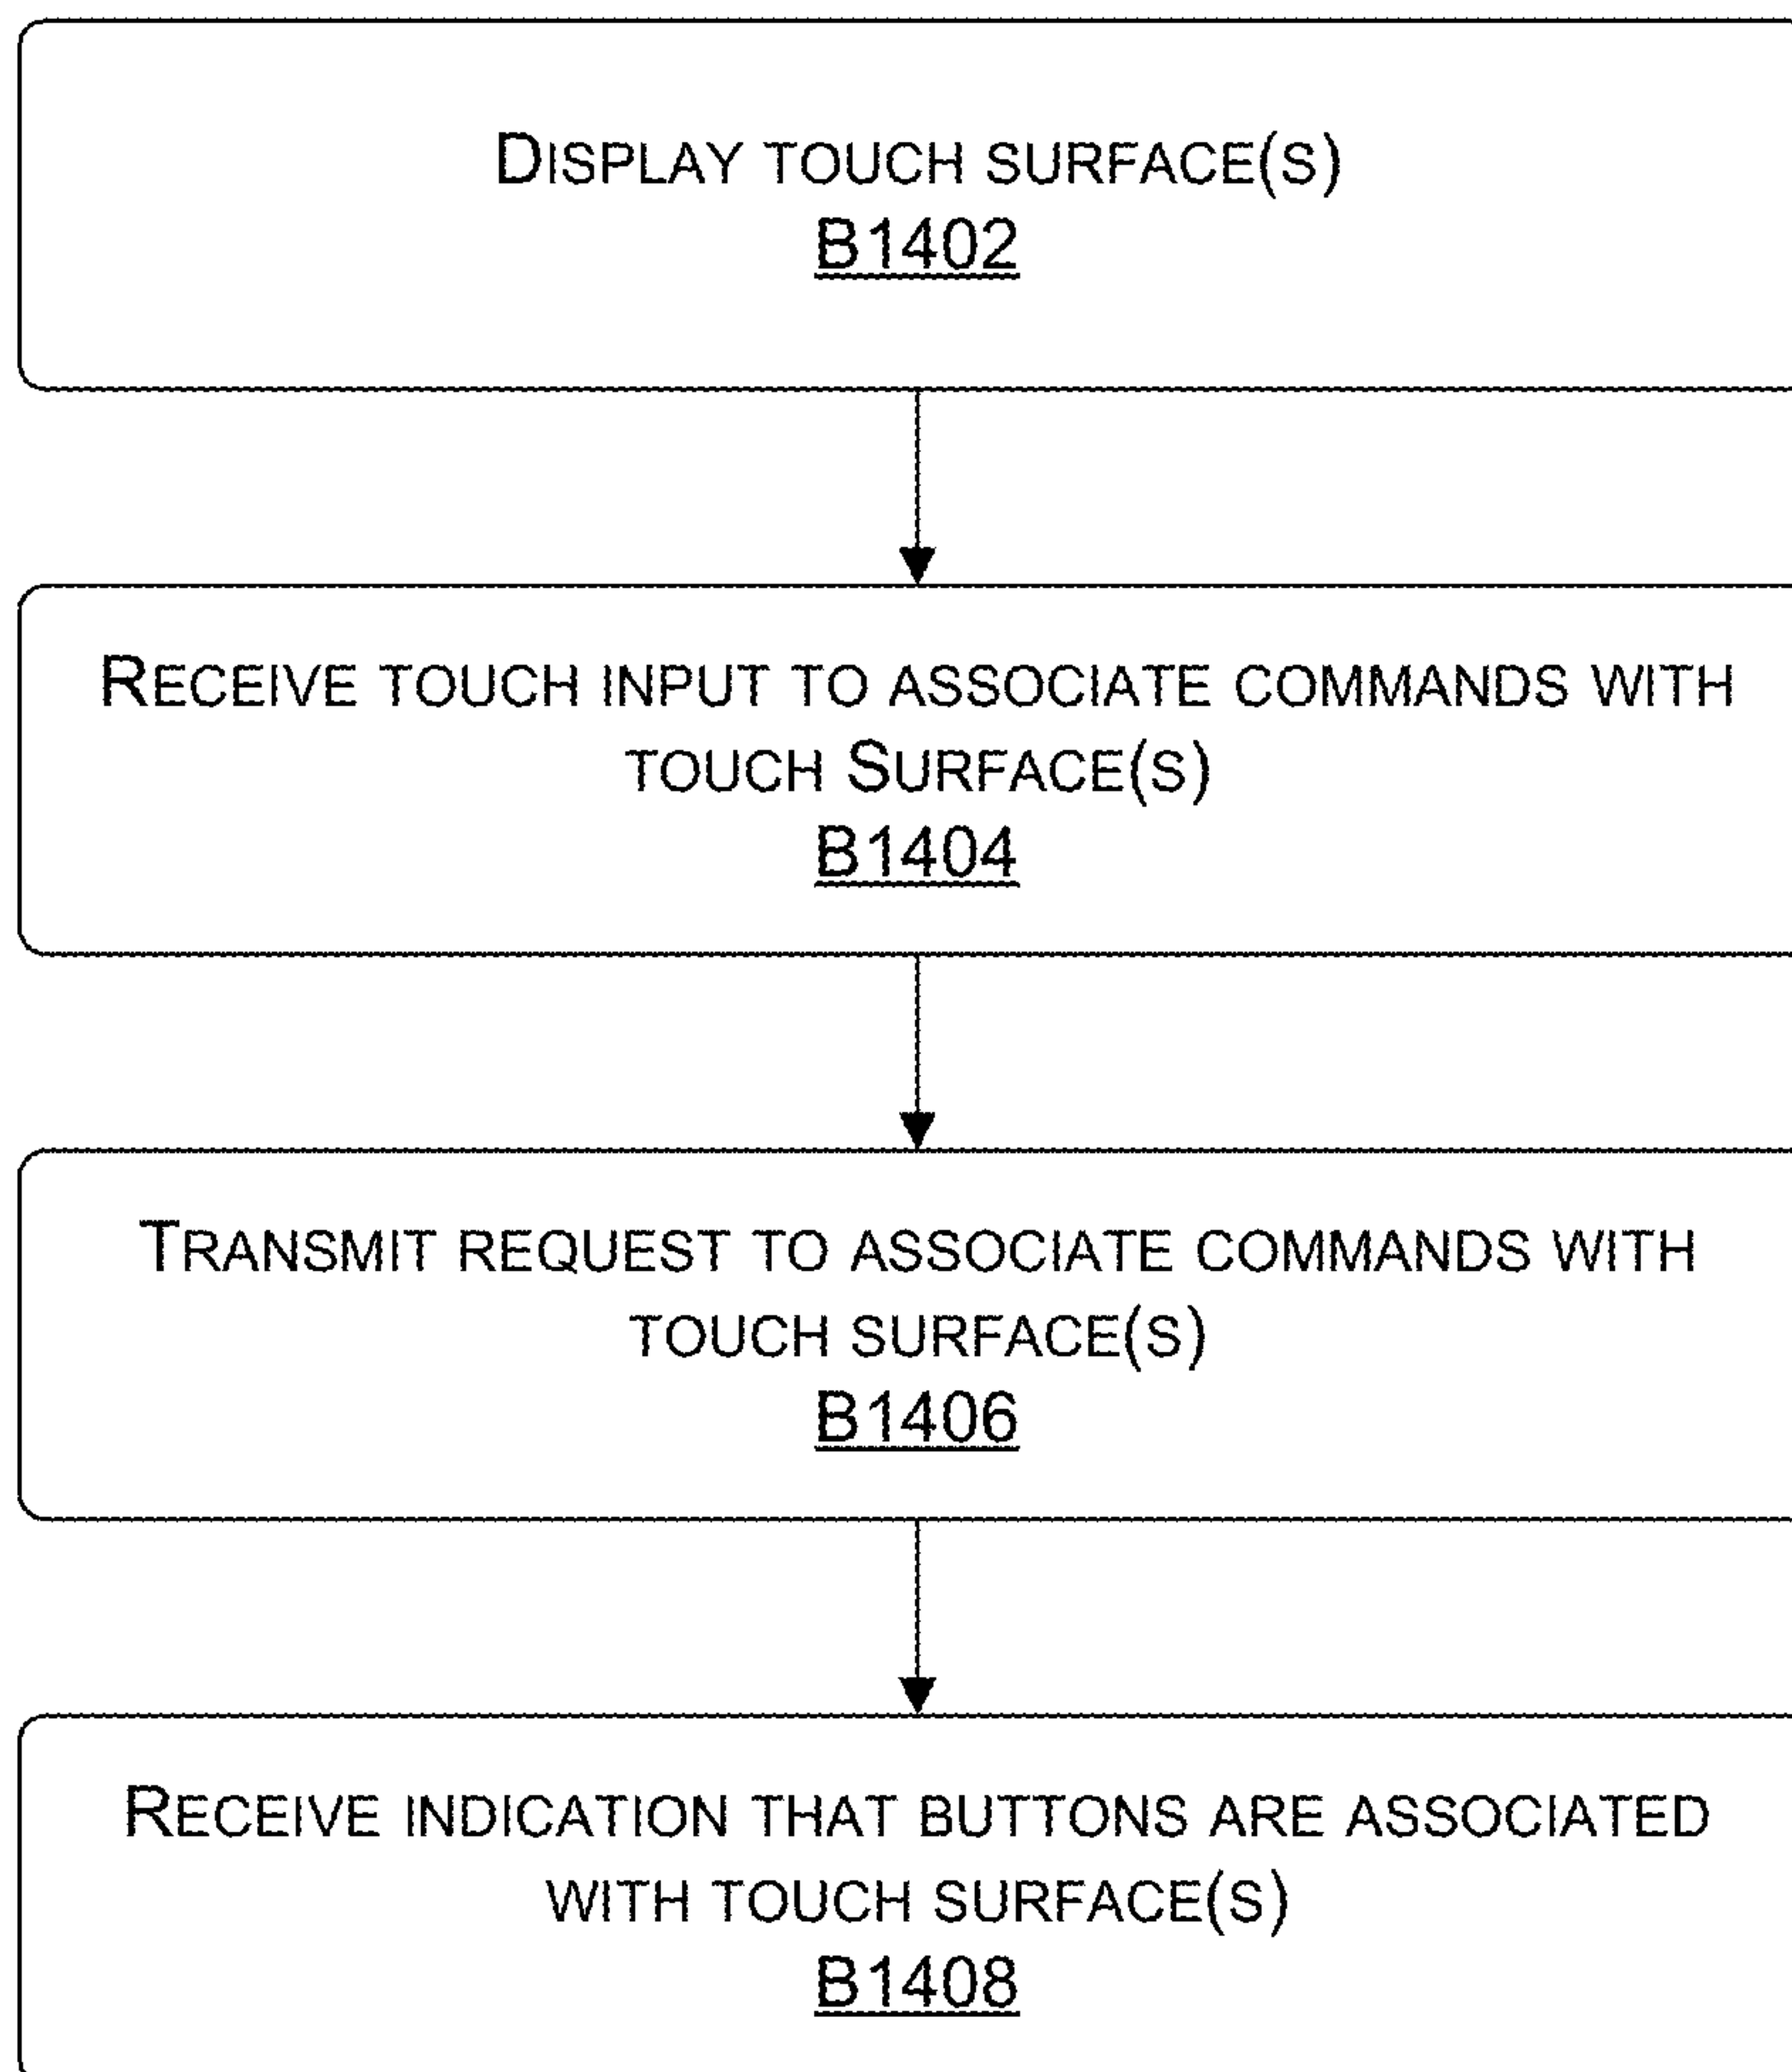 DISPLAY TOUCH SURFACE(S)
B1402
RECEIVE TOUCH INPUT TO ASSOCIATE COMMANDS WITH
TOUCH SURFACE(S)
B1404
TRANSMIT REQUEST TO ASSOCIATE COMMANDS WITH
TOUCH SURFACE(S)
B1406
RECEIVE INDICATION THAT BUTTONS ARE ASSOCIATED
WITH TOUCH SURFACE(S)
B1408